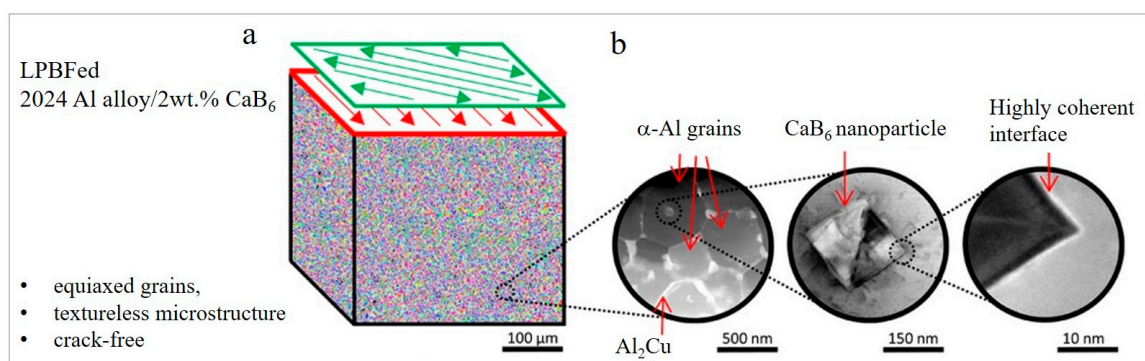 a
b
LPBFed
2024 Al alloy/2wt.% CaB₆
α-Al grains
CaB₆ nanoparticle
Highly coherent
interface
• equiaxed grains,
• textureless microstructure
• crack-free
100 µm
Al₂Cu
500 nm
150 nm
10 nm